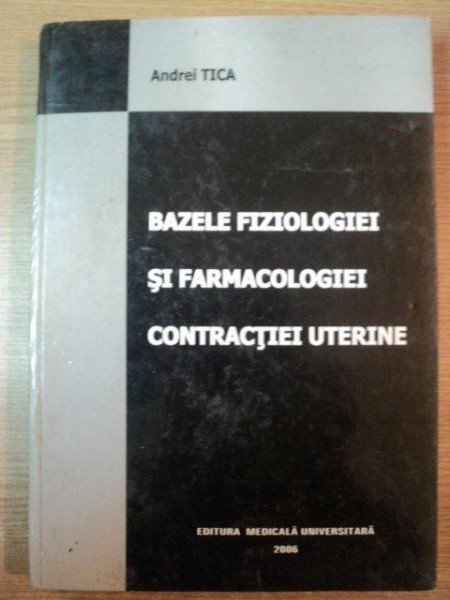 Andrei TICA
BAZELE FIZIOLOGIEI
ŞI FARMACOLOGIEI
CONTRACŢIEI UTERINE
EDITURA MEDICALĂ UNIVERSITARĂ
2006